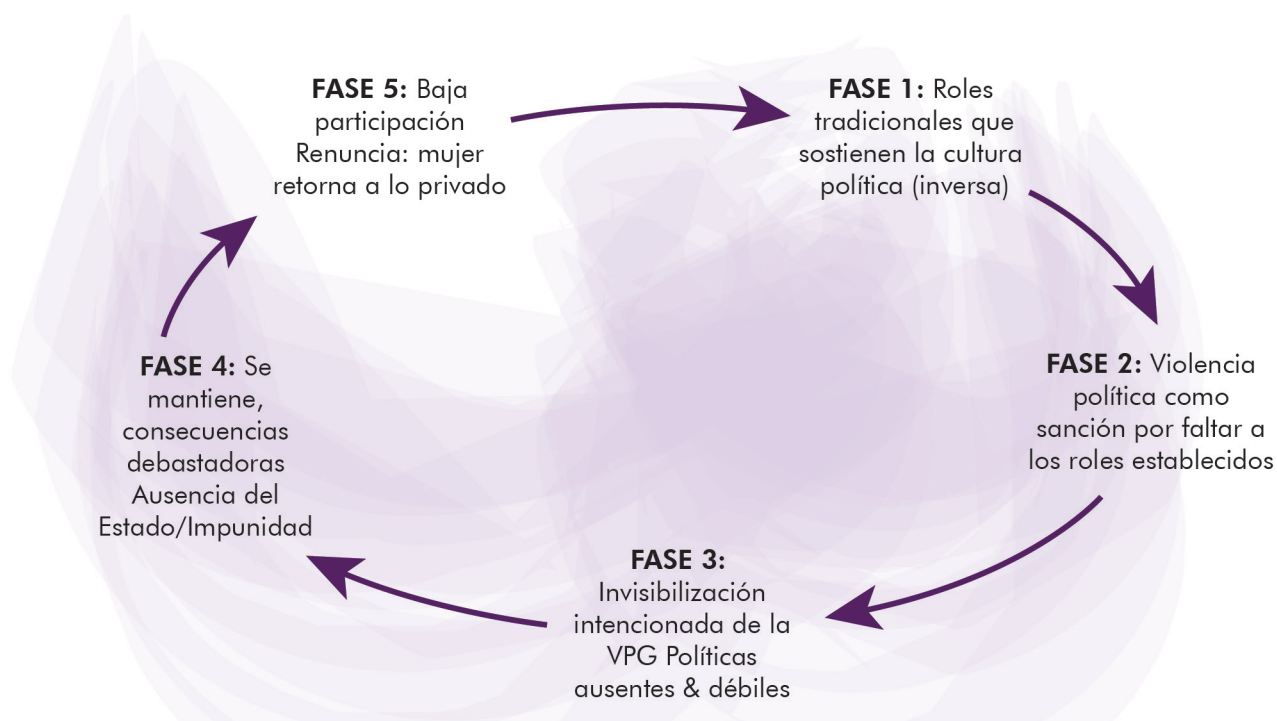 FASE 5: Baja
participación
Renuncia: mujer
retorna a lo privado
FASE 1: Roles
tradicionales que
sostienen la cultura
política (inversa)
FASE 2: Violencia
política como
sanción por faltar a
los roles establecidos
FASE 3:
Invisibilización
intencionada de la
VPG Políticas
ausentes & débiles
FASE 4: Se
mantiene,
consecuencias
debastadoras
Ausencia del
Estado/Impunidad